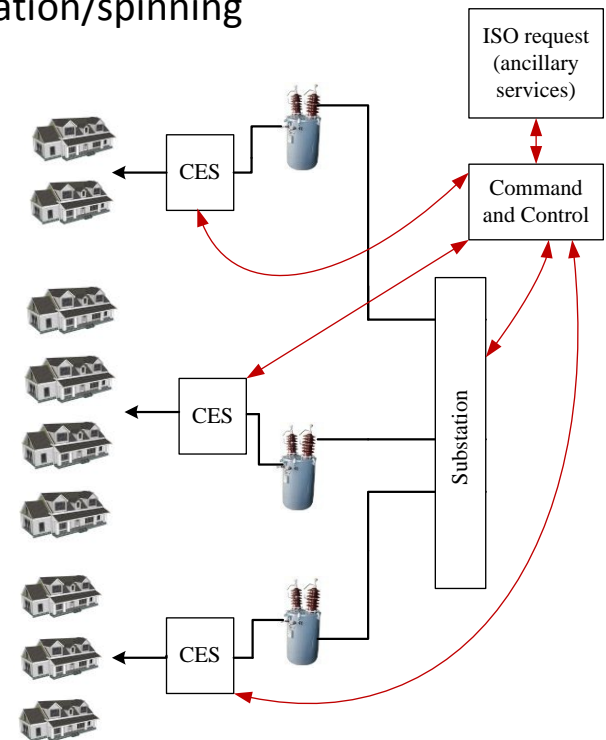 ation/spinning
ISO request
(ancillary
services)
CES
Command
and Control
CES
Substation
CES